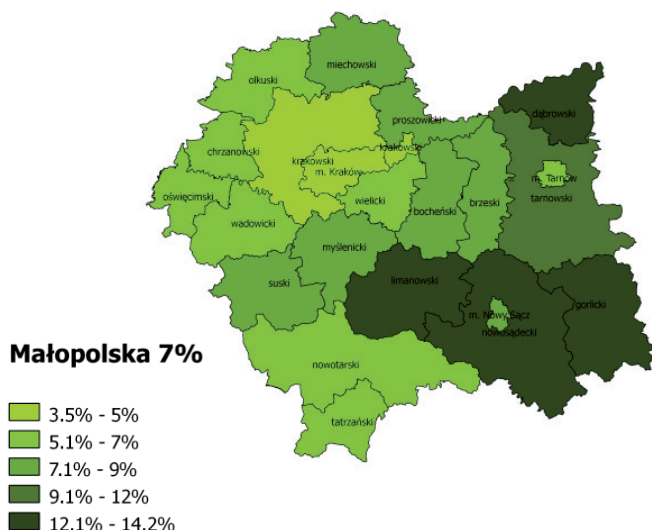 olkuski
miechowski
dąbrowski
proszowicki
chrzanowski
krakowski
krakowski
m. Kraków
m. Tarnów
tarnowski
oświęcimski
wielicki
bocheński
brzeski
wadowicki
myślenicki
suski
limanowski
gorlicki
m. Nowy Sącz
nowosądecki
nowotarski
tatrzański
Małopolska 7%
3.5% - 5%
5.1% - 7%
7.1% - 9%
9.1% - 12%
12.1% - 14.2%